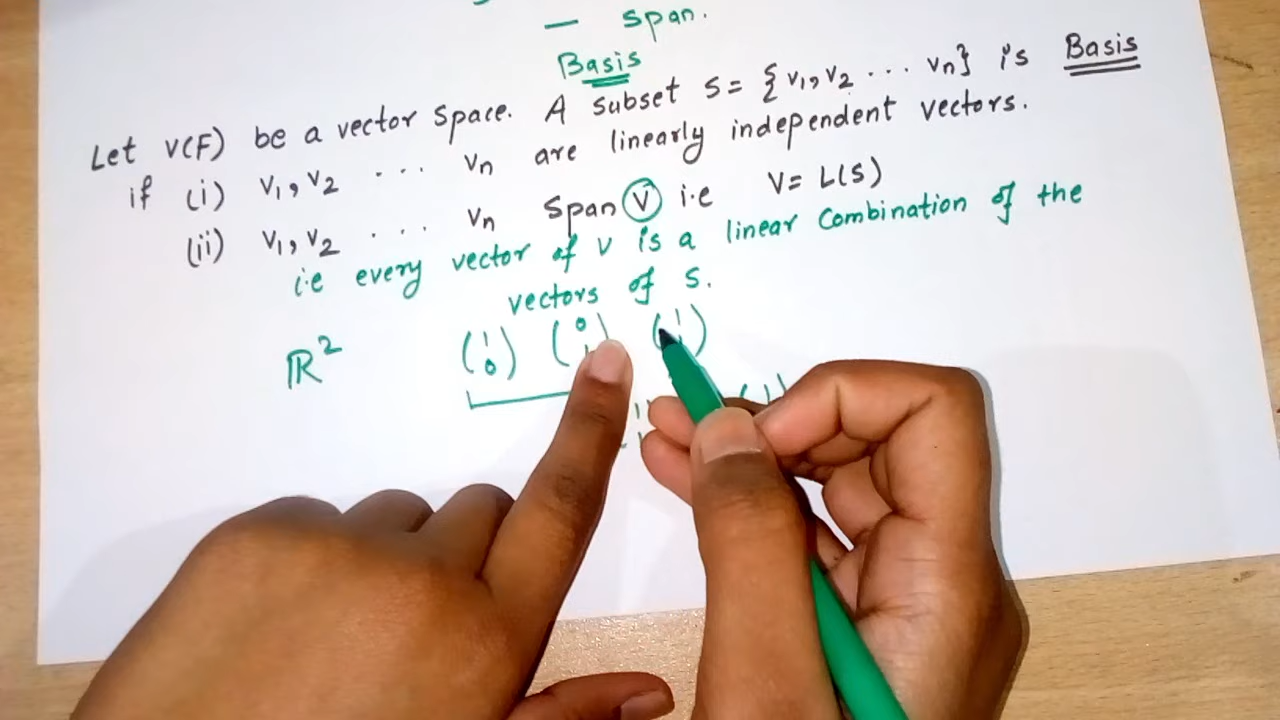 — span.
Basis
Let V(F) be a vector space. A subset S = {v₁, v₂ ... vₙ} is Basis
if (i) v₁, v₂ ... vₙ are linearly independent vectors.
(ii) v₁, v₂ ... vₙ span V i.e V = L(S)
i.e every vector of V is a linear combination of the
vectors of S.
ℝ² (1 0) (0 1) (1